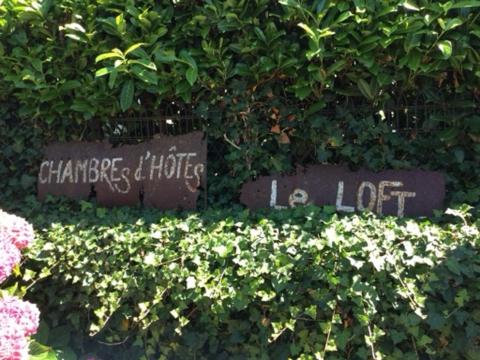 CHAMBRES d'HÔTES
Le LOFT